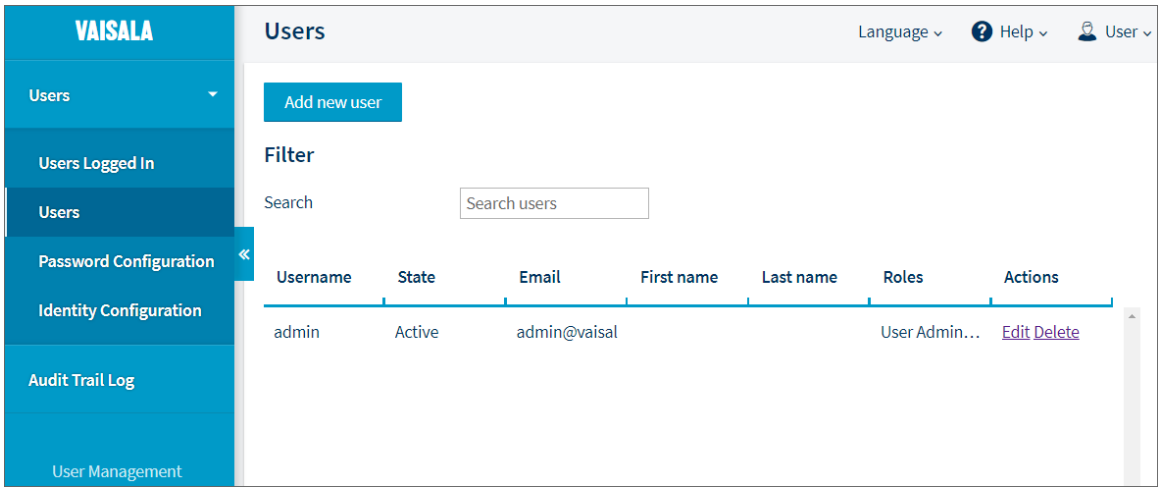 VAISALA
Users
Language
? Help
User
Users
Users Logged In
Users
Password Configuration
Identity Configuration
Audit Trail Log
User Management
«
Add new user
Filter
Search
Search users
Username State Email First name Last name Roles Actions
admin Active admin@vaisal User Admin… Edit Delete